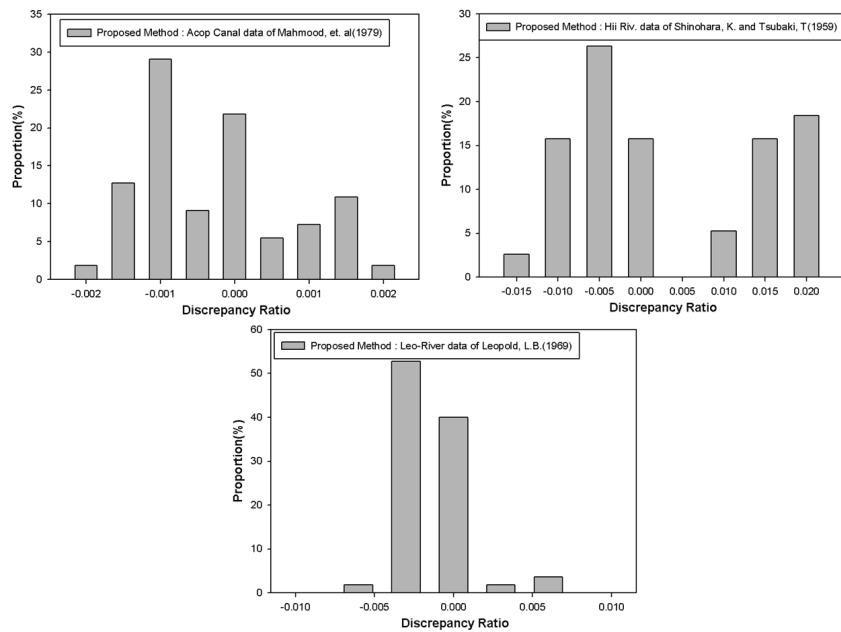 35
30
25
20
15
10
5
0
Proportion(%)
Proposed Method : Acop Canal data of Mahmood, et. al(1979)
-0.002 -0.001 0.000 0.001 0.002
Discrepancy Ratio
30
25
20
15
10
5
0
Proportion(%)
Proposed Method : Hii Riv. data of Shinohara, K. and Tsubaki, T(1959)
-0.015 -0.010 -0.005 0.000 0.005 0.010 0.015 0.020
Discrepancy Ratio
60
50
40
30
20
10
0
Proportion(%)
Proposed Method : Leo-River data of Leopold, L.B.(1969)
-0.010 -0.005 0.000 0.005 0.010
Discrepancy Ratio